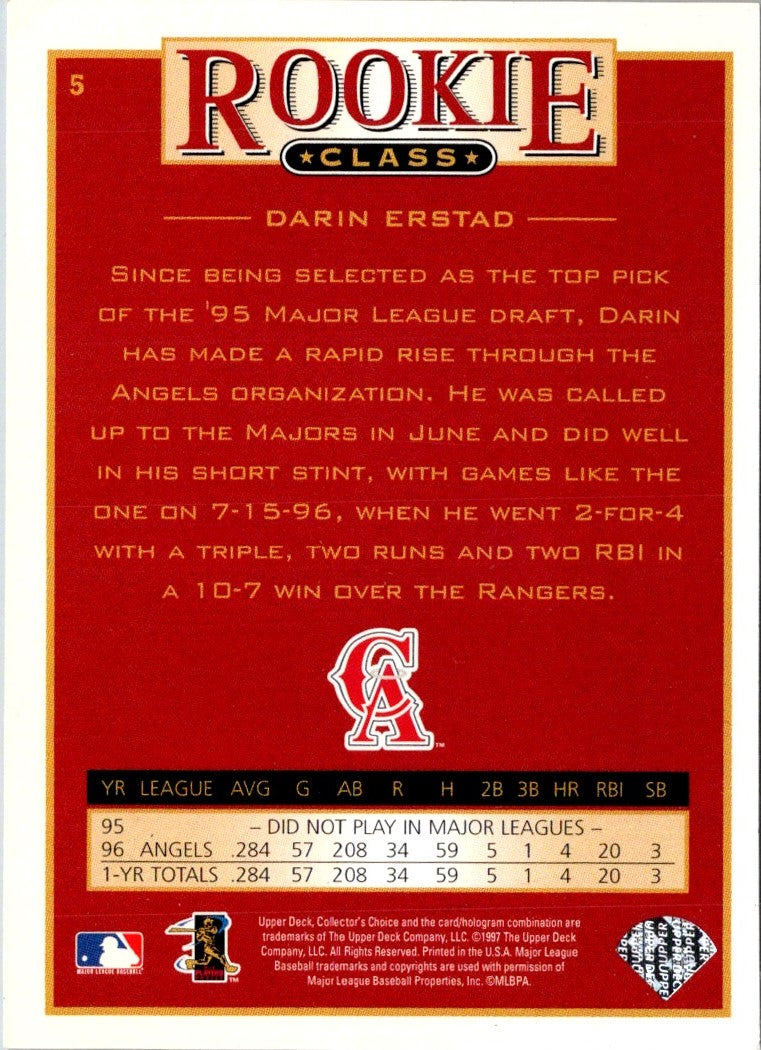 5
ROOKIE
★CLASS★
DARIN ERSTAD
SINCE BEING SELECTED AS THE TOP PICK
OF THE '95 MAJOR LEAGUE DRAFT, DARIN
HAS MADE A RAPID RISE THROUGH THE
ANGELS ORGANIZATION. HE WAS CALLED
UP TO THE MAJORS IN JUNE AND DID WELL
IN HIS SHORT STINT, WITH GAMES LIKE THE
ONE ON 7-15-96, WHEN HE WENT 2-FOR-4
WITH A TRIPLE, TWO RUNS AND TWO RBI IN
A 10-7 WIN OVER THE RANGERS.
CA™
YR LEAGUE AVG G AB R H 2B 3B HR RBI SB
95 – DID NOT PLAY IN MAJOR LEAGUES –
96 ANGELS .284 57 208 34 59 5 1 4 20 3
1-YR TOTALS .284 57 208 34 59 5 1 4 20 3
MAJOR LEAGUE BASEBALL
PLAYERS
™
Upper Deck, Collector's Choice and the card/hologram combination are
trademarks of The Upper Deck Company, LLC. ©1997 The Upper Deck
Company, LLC. All Rights Reserved. Printed in the U.S.A. Major League
Baseball trademarks and copyrights are used with permission of
Major League Baseball Properties, Inc. ©MLBPA.
UPPER DEC